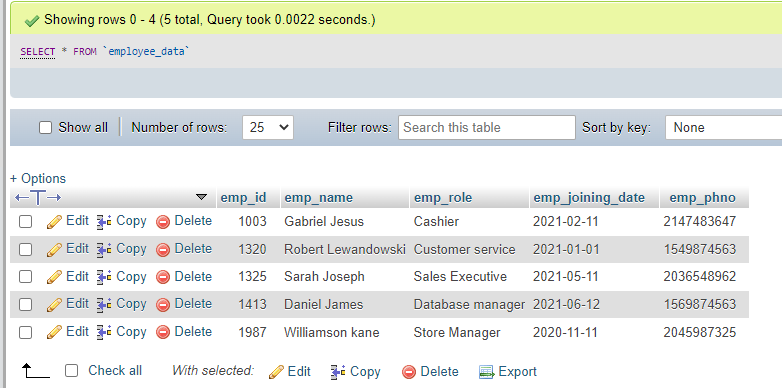 Showing rows 0 - 4 (5 total, Query took 0.0022 seconds.)
SELECT * FROM `employee_data`
Show all Number of rows: 25 Filter rows: Search this table Sort by key: None
+ Options
emp_id emp_name emp_role emp_joining_date emp_phno
Edit Copy Delete 1003 Gabriel Jesus Cashier 2021-02-11 2147483647
Edit Copy Delete 1320 Robert Lewandowski Customer service 2021-01-01 1549874563
Edit Copy Delete 1325 Sarah Joseph Sales Executive 2021-05-11 2036548962
Edit Copy Delete 1413 Daniel James Database manager 2021-06-12 1569874563
Edit Copy Delete 1987 Williamson kane Store Manager 2020-11-11 2045987325
Check all With selected: Edit Copy Delete Export